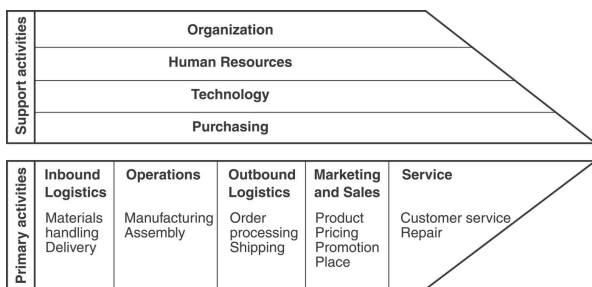 Support activities
Organization
Human Resources
Technology
Purchasing
Primary activities
Inbound
Logistics
Materials
handling
Delivery
Operations
Manufacturing
Assembly
Outbound
Logistics
Order
processing
Shipping
Marketing
and Sales
Product
Pricing
Promotion
Place
Service
Customer service
Repair